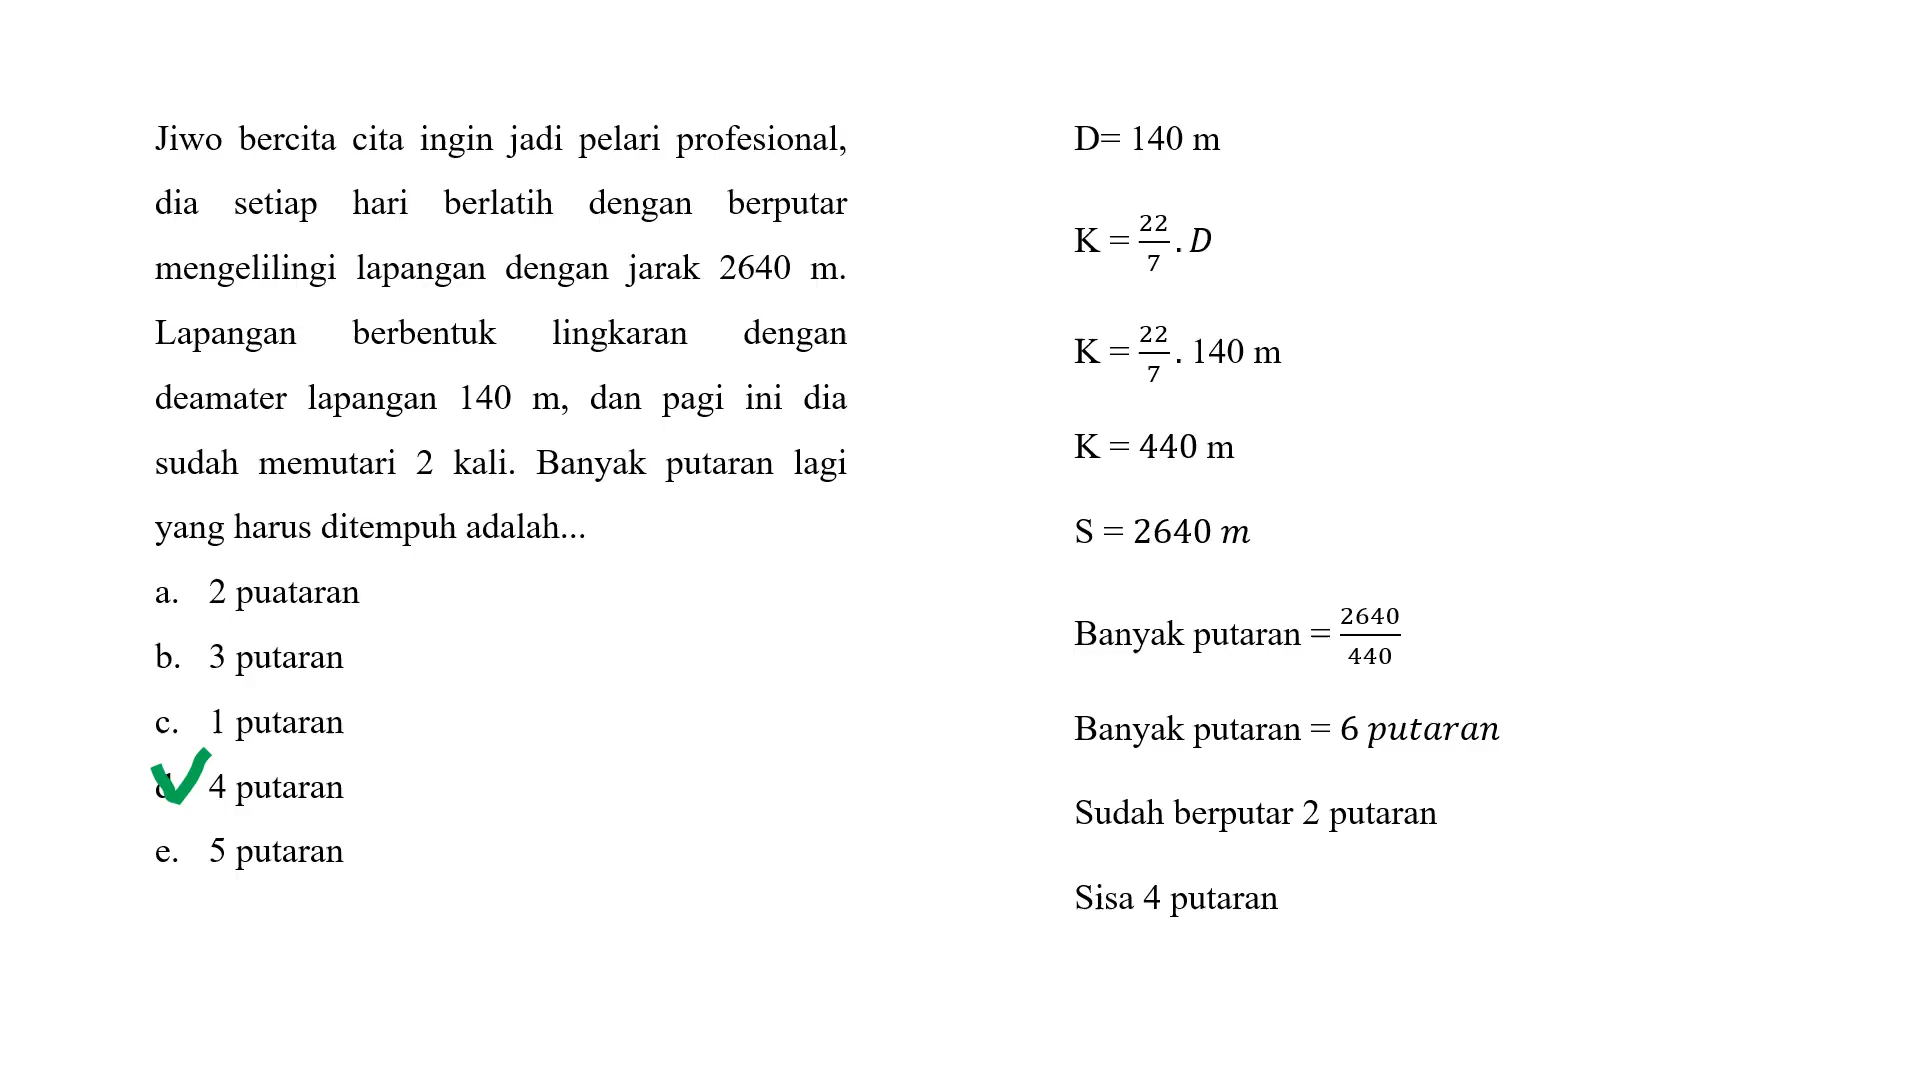 Jiwo bercita cita ingin jadi pelari profesional,
dia setiap hari berlatih dengan berputar
mengelilingi lapangan dengan jarak 2640 m.
Lapangan berbentuk lingkaran dengan
deamater lapangan 140 m, dan pagi ini dia
sudah memutari 2 kali. Banyak putaran lagi
yang harus ditempuh adalah...
a. 2 puataran
b. 3 putaran
c. 1 putaran
d. 4 putaran
e. 5 putaran
D= 140 m
K = 22/7 . D
K = 22/7 . 140 m
K = 440 m
S = 2640 m
Banyak putaran = 2640/440
Banyak putaran = 6 putaran
Sudah berputar 2 putaran
Sisa 4 putaran